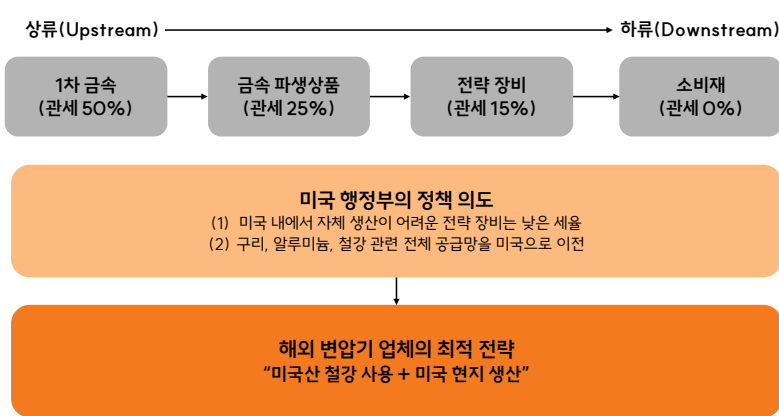 상류(Upstream)
하류(Downstream)
1차 금속
(관세 50%)
금속 파생상품
(관세 25%)
전략 장비
(관세 15%)
소비재
(관세 0%)
미국 행정부의 정책 의도
(1) 미국 내에서 자체 생산이 어려운 전략 장비는 낮은 세율
(2) 구리, 알루미늄, 철강 관련 전체 공급망을 미국으로 이전
해외 변압기 업체의 최적 전략
“미국산 철강 사용 + 미국 현지 생산”